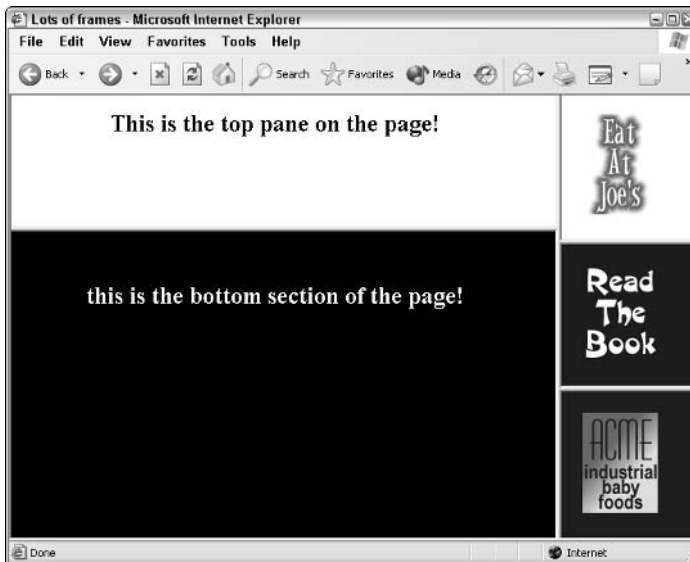 Lots of frames - Microsoft Internet Explorer
File Edit View Favorites Tools Help
Back Search Favorites Media
This is the top pane on the page!
this is the bottom section of the page!
Eat
At
Joe's
Read
The
Book
ACME
industrial
baby
foods
Done Internet